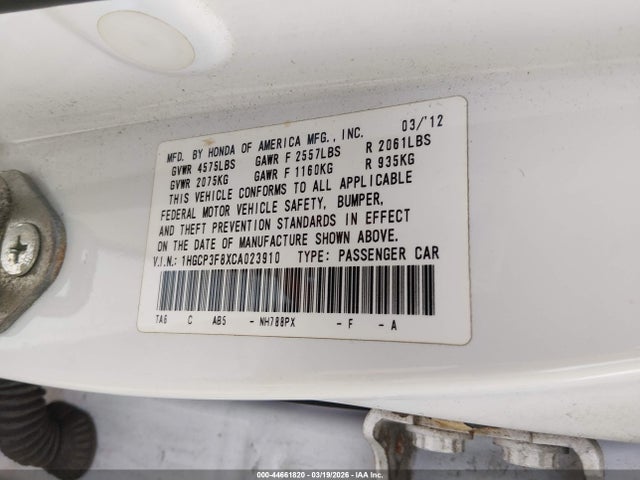 MFD. BY HONDA OF AMERICA MFG., INC. 03/'12
GVWR 4575LBS GAWR F 2557LBS R 2061LBS
GVWR 2075KG GAWR F 1160KG R 935KG
THIS VEHICLE CONFORMS TO ALL APPLICABLE
FEDERAL MOTOR VEHICLE SAFETY, BUMPER,
AND THEFT PREVENTION STANDARDS IN EFFECT
ON THE DATE OF MANUFACTURE SHOWN ABOVE.
V.I.N.: 1HGCP3F8XCA023910 TYPE: PASSENGER CAR
TA6 C AB5 - NH788PX - F - A
000-44661820 - 03/19/2026 - IAA Inc.